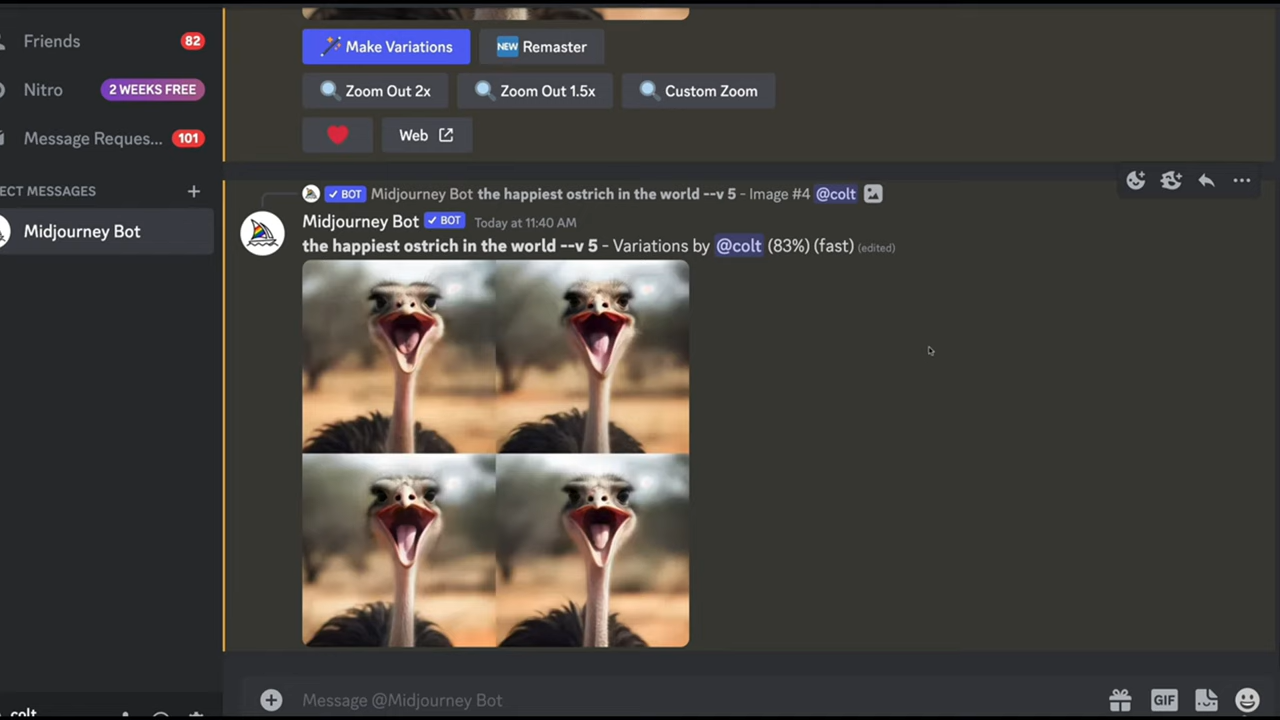 Friends 82
Nitro 2 WEEKS FREE
Message Reques... 101
ECT MESSAGES +
Midjourney Bot
colt
Make Variations NEW Remaster
Zoom Out 2x Zoom Out 1.5x Custom Zoom
Web
✓ BOT Midjourney Bot the happiest ostrich in the world --v 5 - Image #4 @colt
Midjourney Bot ✓ BOT Today at 11:40 AM
the happiest ostrich in the world --v 5 - Variations by @colt (83%) (fast) (edited)
Message @Midjourney Bot GIF